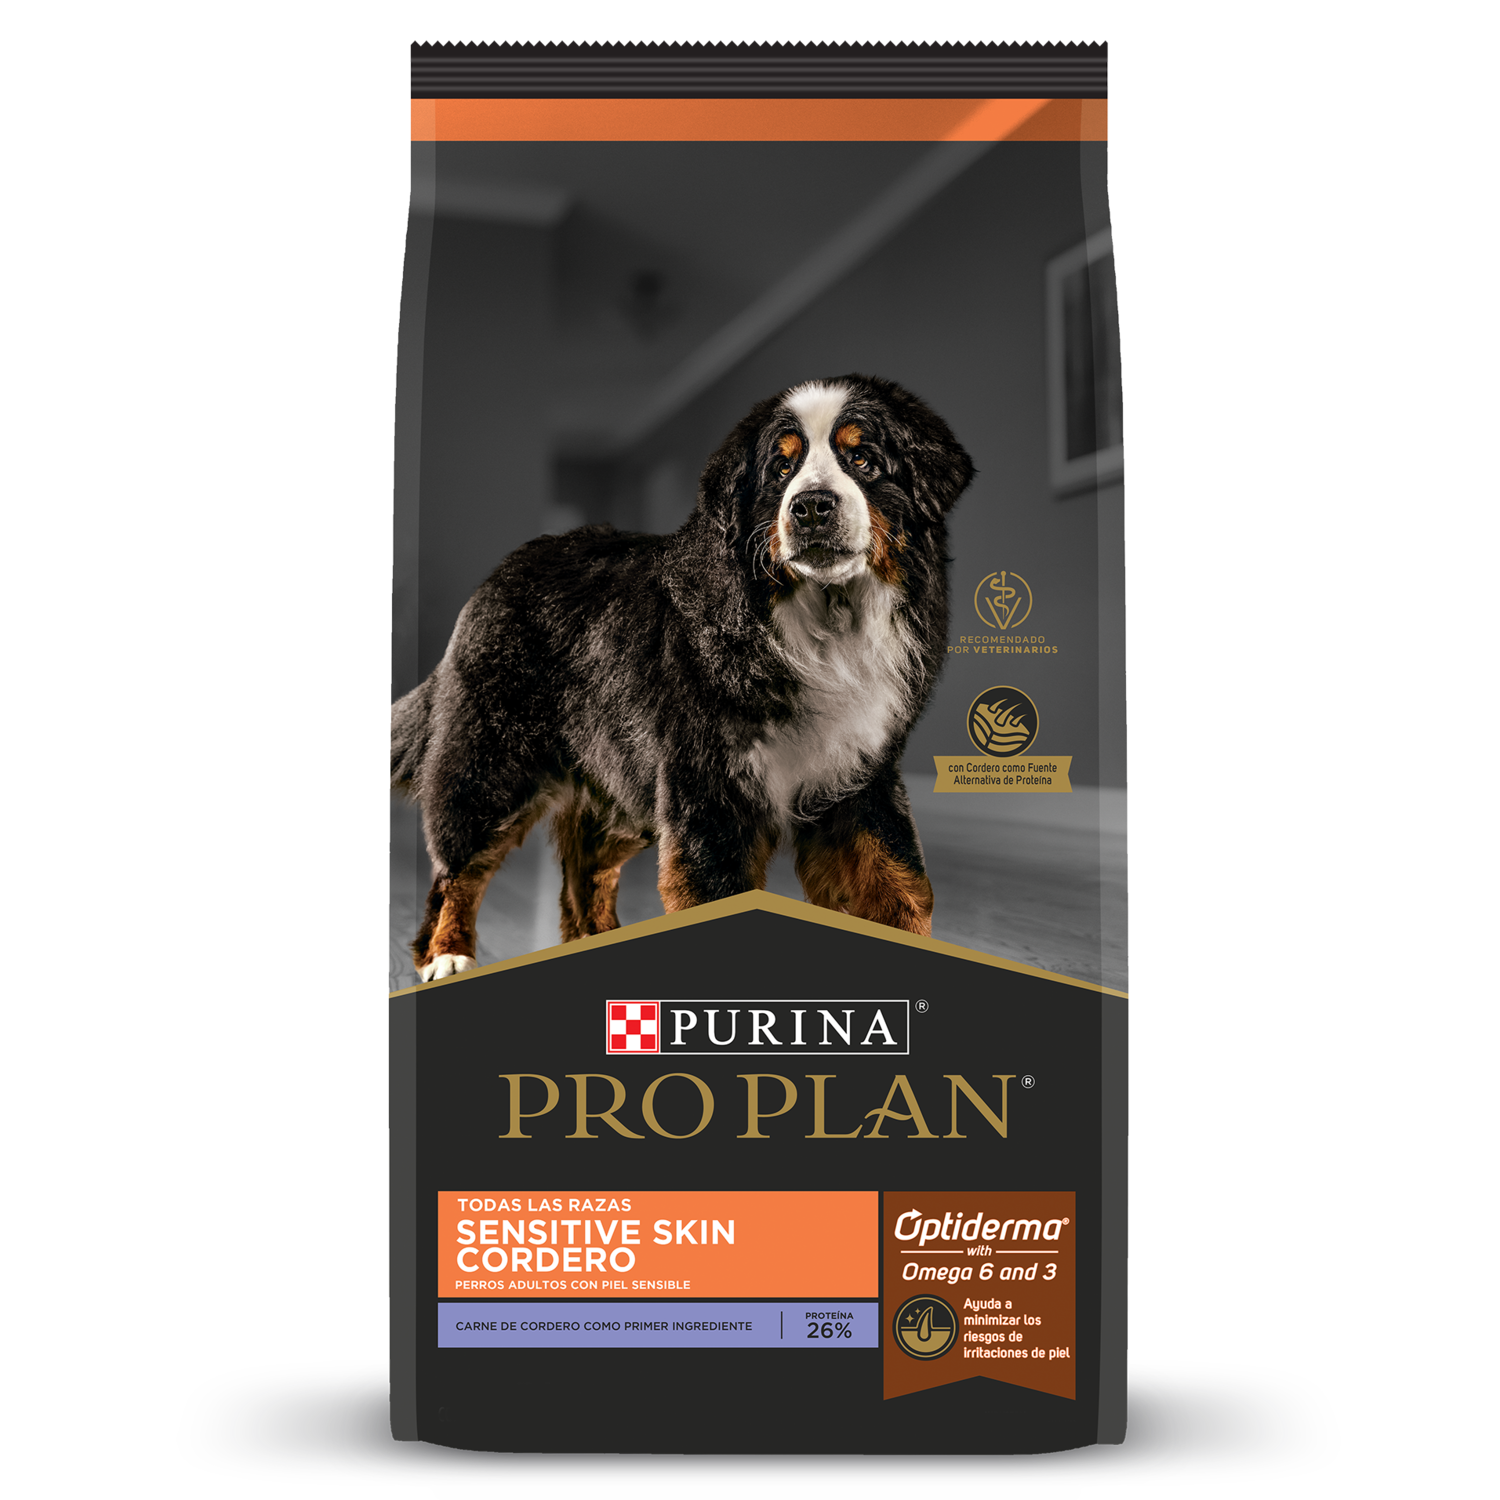 RECOMENDADO
POR VETERINARIOS
con Cordero como Fuente
Alternativa de Proteína
PURINA®
PRO PLAN®
TODAS LAS RAZAS
SENSITIVE SKIN
CORDERO
PERROS ADULTOS CON PIEL SENSIBLE
CARNE DE CORDERO COMO PRIMER INGREDIENTE
PROTEÍNA
26%
Optiderma®
with
Omega 6 and 3
Ayuda a
minimizar los
riesgos de
irritaciones de piel